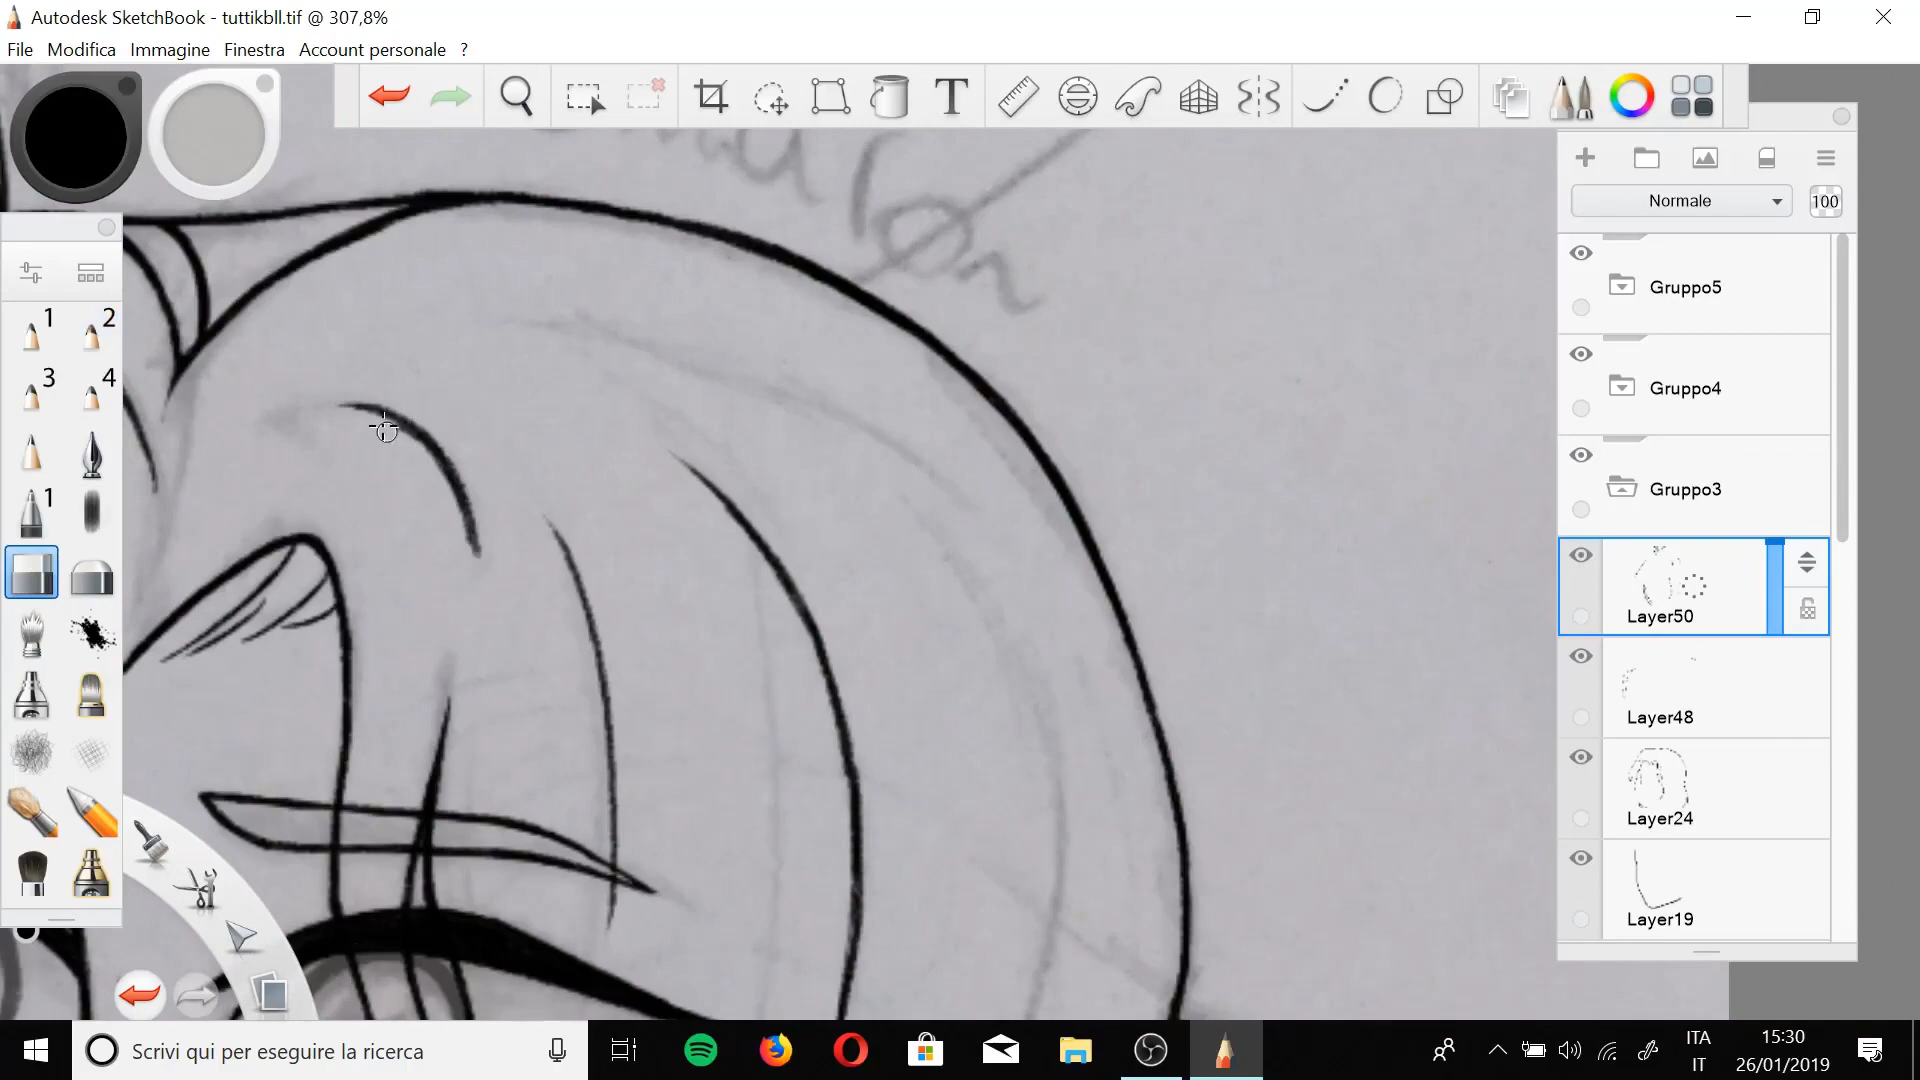 Autodesk SketchBook - tuttikbll.tif @ 307,8%
File Modifica Immagine Finestra Account personale ?
Normale 100
Gruppo5
Gruppo4
Gruppo3
Layer50
Layer48
Layer24
Layer19
1 2
3 4
1
Scrivi qui per eseguire la ricerca
ITA
IT
15:30
26/01/2019